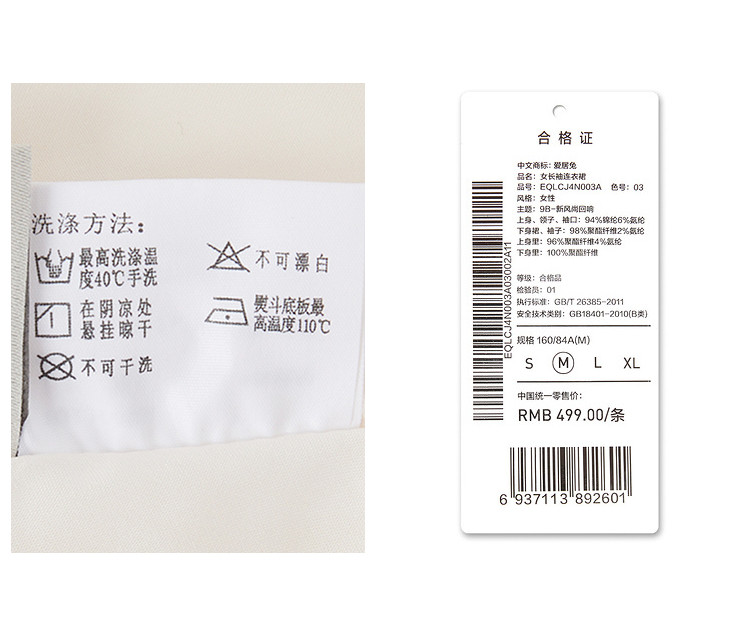 洗涤方法：
最高洗涤温
度40℃手洗
不可漂白
在阴凉处
悬挂晾干
熨斗底板最
高温度110℃
不可干洗
合格证
中文商标: 爱居兔
品名: 女长袖连衣裙
品号: EQLCJ4N003A 色号: 03
风格: 女性
主题: 9B-新风尚回响
上身、领子、袖口: 94%锦纶6%氨纶
下身裙、袖子: 98%聚酯纤维2%氨纶
上身里: 96%聚酯纤维4%氨纶
下身里: 100%聚酯纤维
等级: 合格品
检验员: 01
执行标准: GB/T 26385-2011
安全技术类别: GB18401-2010(B类)
EQLCJ4N003A03002A11
规格 160/84A(M)
S M L XL
中国统一零售价:
RMB 499.00/条
6 937113 892601